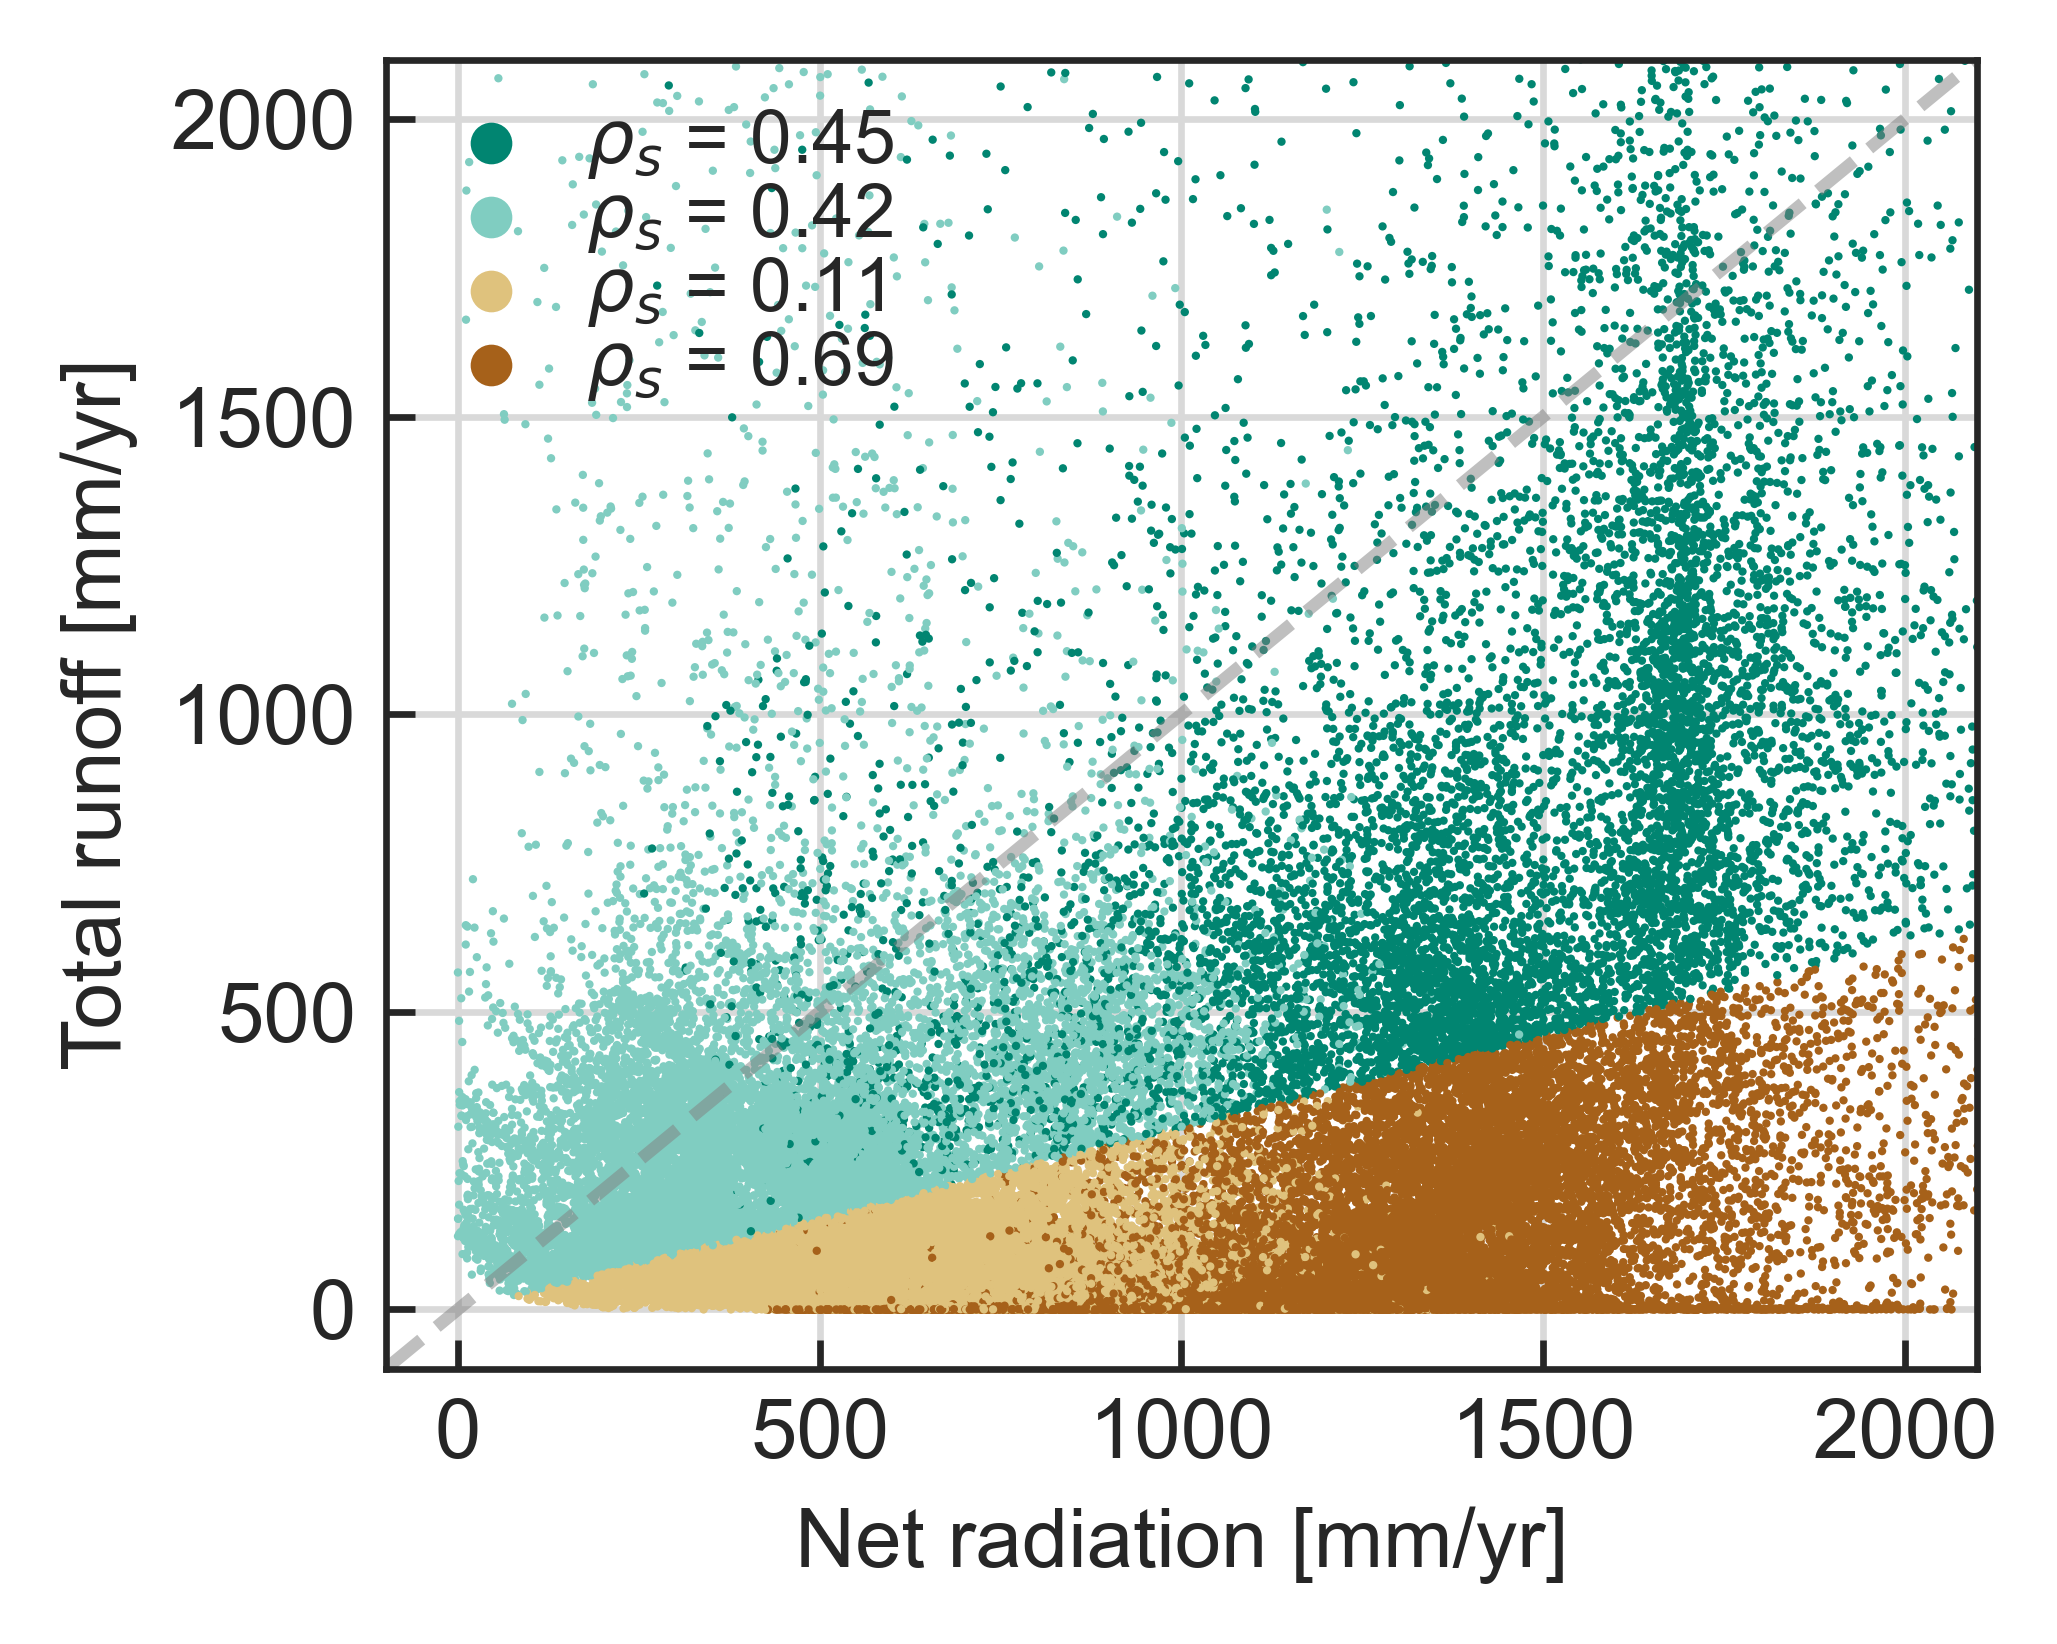 2000
1500
1000
500
0
Total runoff [mm/yr]
ρs = 0.45
ρs = 0.42
ρs = 0.11
ρs = 0.69
0 500 1000 1500 2000
Net radiation [mm/yr]